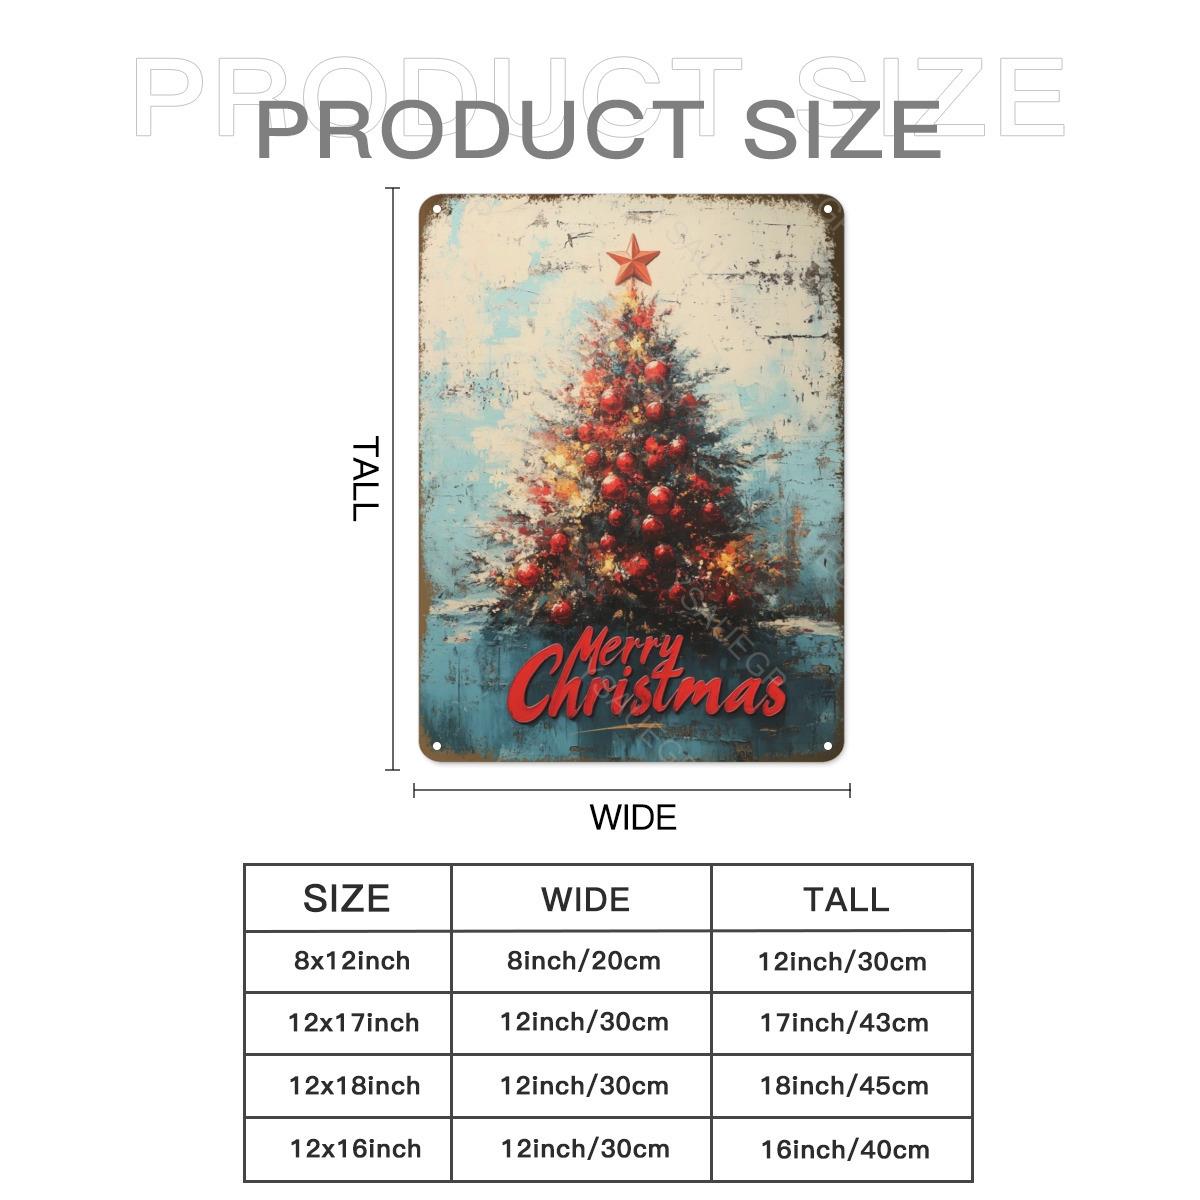 PRODUCT SIZE
PRODUCT SIZE
TALL
Merry
Christmas
WIDE
SIZE WIDE TALL
8x12inch 8inch/20cm 12inch/30cm
12x17inch 12inch/30cm 17inch/43cm
12x18inch 12inch/30cm 18inch/45cm
12x16inch 12inch/30cm 16inch/40cm